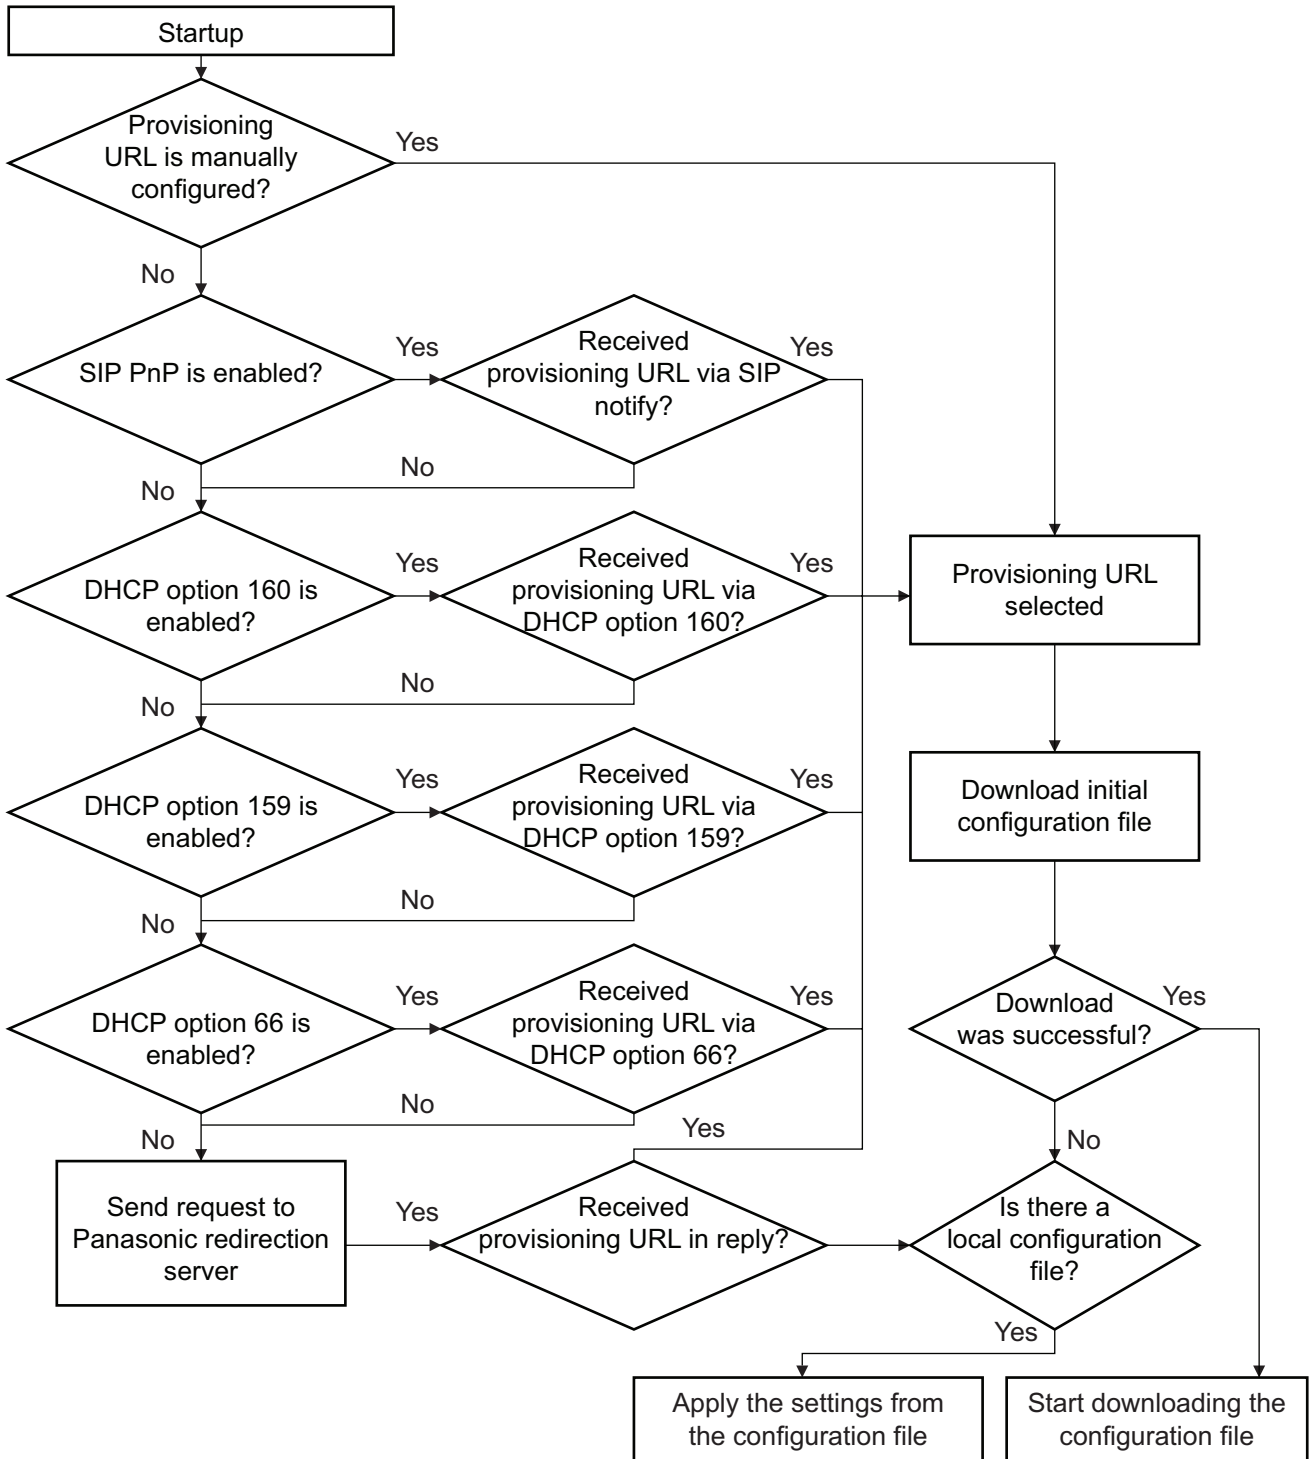 Startup
Provisioning
URL is manually
configured?
Yes
No
SIP PnP is enabled?
Yes
Received
provisioning URL via SIP
notify?
Yes
No
No
DHCP option 160 is
enabled?
Yes
Received
provisioning URL via
DHCP option 160?
Yes
Provisioning URL
selected
No
No
DHCP option 159 is
enabled?
Yes
Received
provisioning URL via
DHCP option 159?
Yes
Download initial
configuration file
No
No
DHCP option 66 is
enabled?
Yes
Received
provisioning URL via
DHCP option 66?
Yes
Download
was successful?
Yes
No
No
Yes
No
Send request to
Panasonic redirection
server
Yes
Received
provisioning URL in reply?
Is there a
local configuration
file?
Yes
Apply the settings from
the configuration file
Start downloading the
configuration file